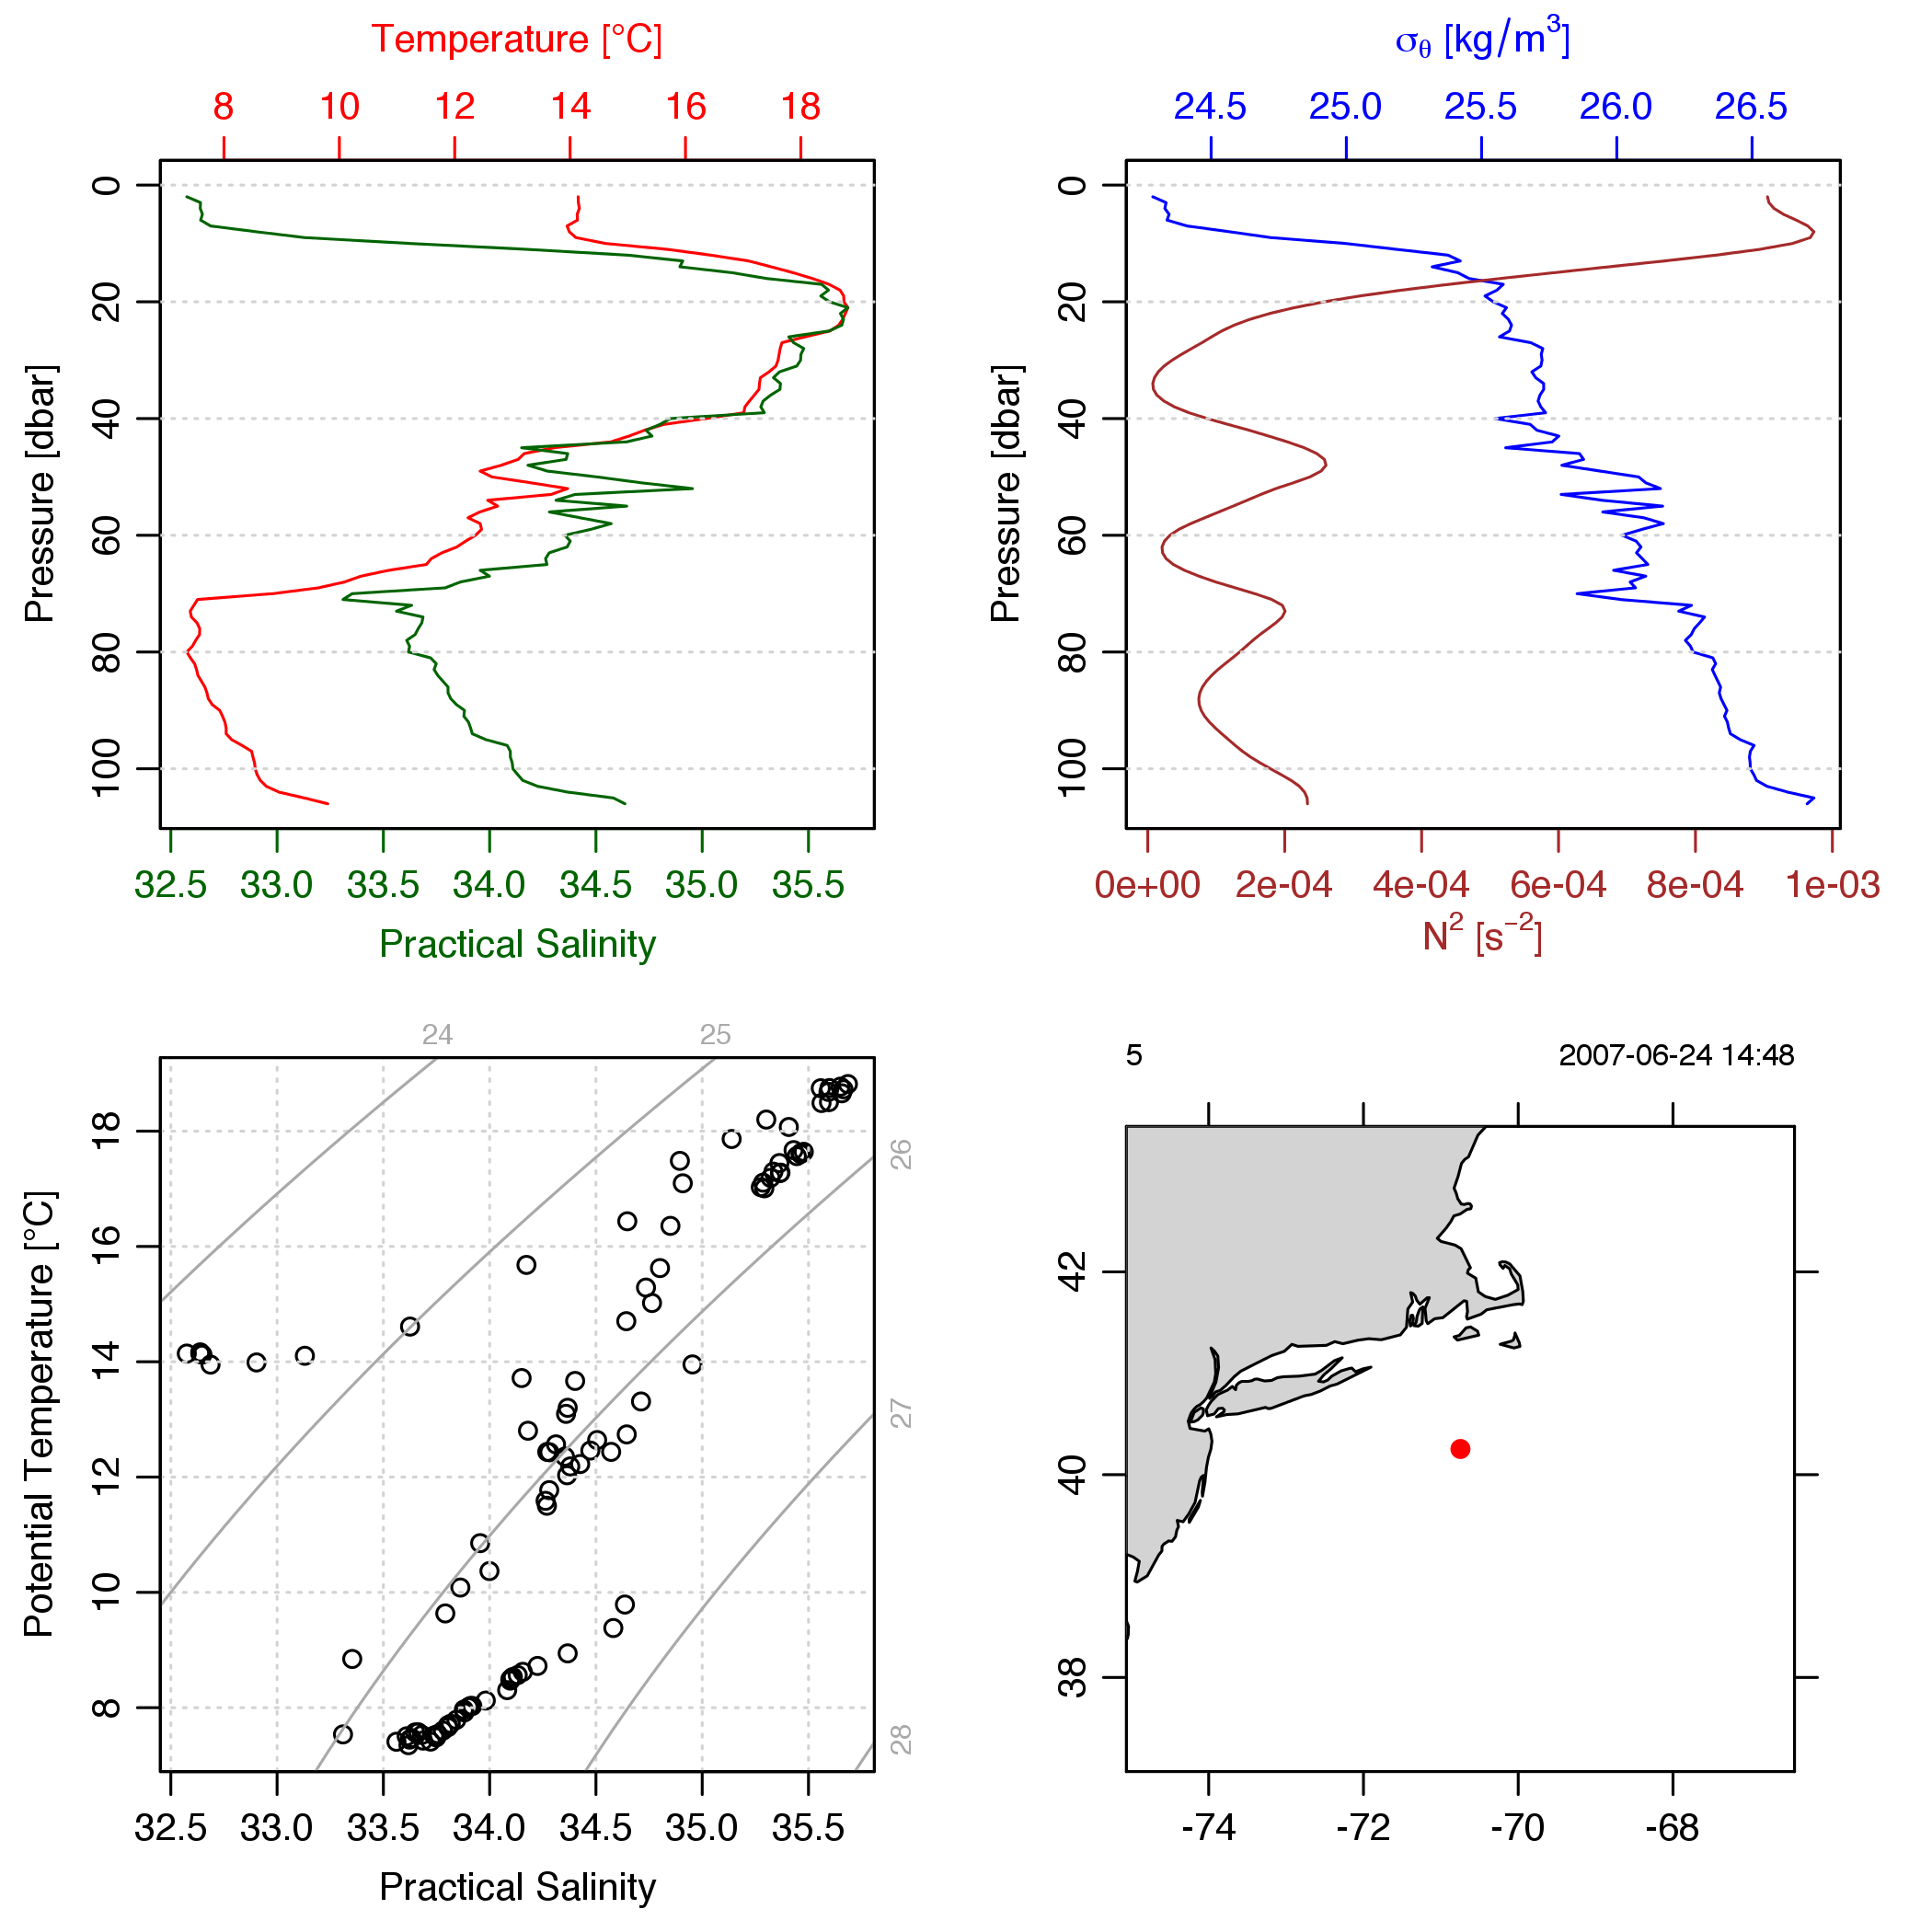 Temperature [°C]
8 10 12 14 16 18
0
20
40
60
80
100
Pressure [dbar]
32.5 33.0 33.5 34.0 34.5 35.0 35.5
Practical Salinity
σθ [kg/m³]
24.5 25.0 25.5 26.0 26.5
0
20
40
60
80
100
Pressure [dbar]
0e+00 2e-04 4e-04 6e-04 8e-04 1e-03
N² [s⁻²]
24 25
26
27
28
18
16
14
12
10
8
Potential Temperature [°C]
32.5 33.0 33.5 34.0 34.5 35.0 35.5
Practical Salinity
5 2007-06-24 14:48
42
40
38
-74 -72 -70 -68